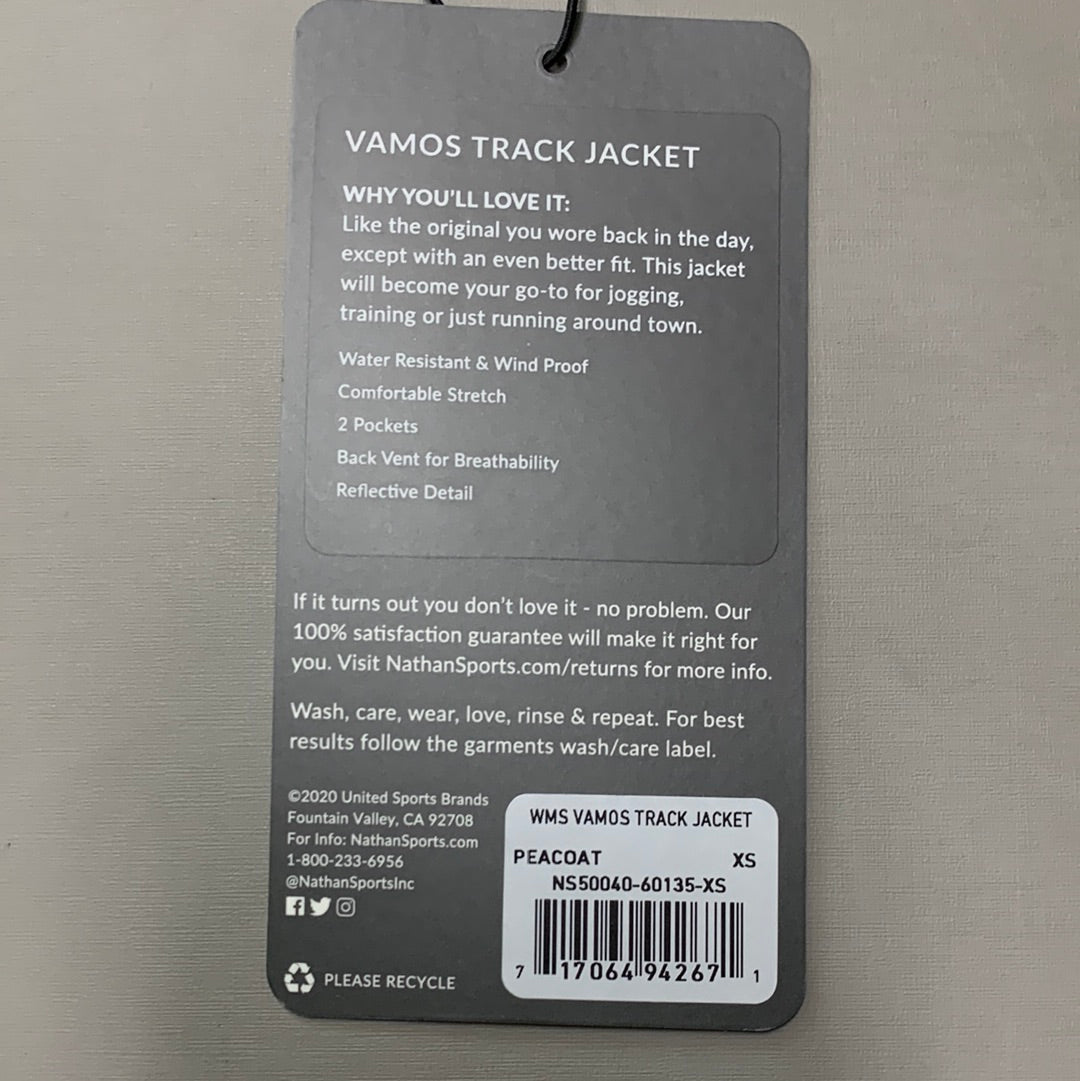 VAMOS TRACK JACKET
WHY YOU'LL LOVE IT:
Like the original you wore back in the day,
except with an even better fit. This jacket
will become your go-to for jogging,
training or just running around town.
Water Resistant & Wind Proof
Comfortable Stretch
2 Pockets
Back Vent for Breathability
Reflective Detail
If it turns out you don't love it - no problem. Our
100% satisfaction guarantee will make it right for
you. Visit NathanSports.com/returns for more info.
Wash, care, wear, love, rinse & repeat. For best
results follow the garments wash/care label.
©2020 United Sports Brands
Fountain Valley, CA 92708
For Info: NathanSports.com
1-800-233-6956
@NathanSportsInc
PLEASE RECYCLE
WMS VAMOS TRACK JACKET
PEACOAT XS
NS50040-60135-XS
7 17064 94267 1